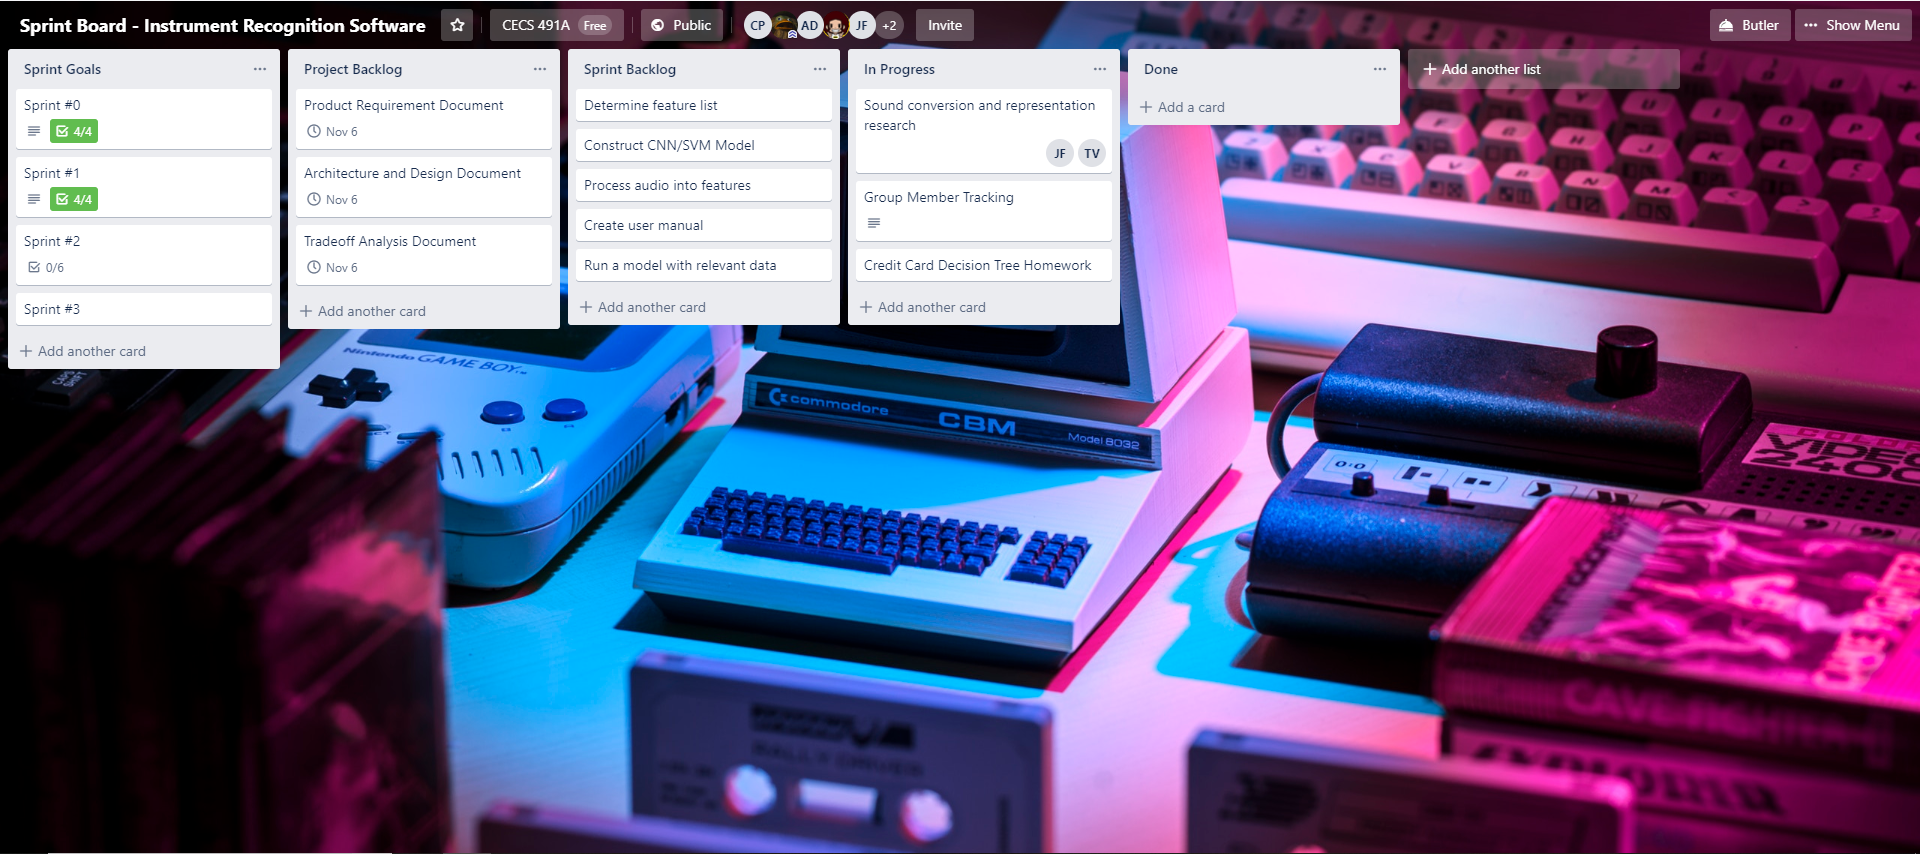 Sprint Board - Instrument Recognition Software
CECS 491A Free
Public
CP
AD
JF
+2
Invite
Butler
Show Menu
Sprint Goals
Sprint #0
4/4
Sprint #1
4/4
Sprint #2
0/6
Sprint #3
Add another card
Project Backlog
Product Requirement Document
Nov 6
Architecture and Design Document
Nov 6
Tradeoff Analysis Document
Nov 6
Add another card
Sprint Backlog
Determine feature list
Construct CNN/SVM Model
Process audio into features
Create user manual
Run a model with relevant data
Add another card
In Progress
Sound conversion and representation
research
JF TV
Group Member Tracking
Credit Card Decision Tree Homework
Add another card
Done
Add a card
Add another list
Nintendo GAME BOY
B A
commodore
CBM
Model 8032
VIDEO
2400